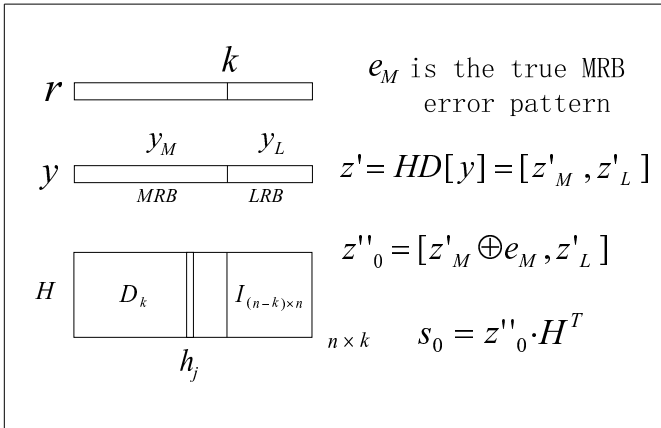 k
r
e_M is the true MRB
error pattern
y_M y_L
y
MRB LRB
z' = HD[y] = [z'_M , z'_L ]
z''_0 = [z'_M ⊕ e_M , z'_L ]
H D_k I_{(n-k)×n}
n × k
h_j
s_0 = z''_0 · H^T